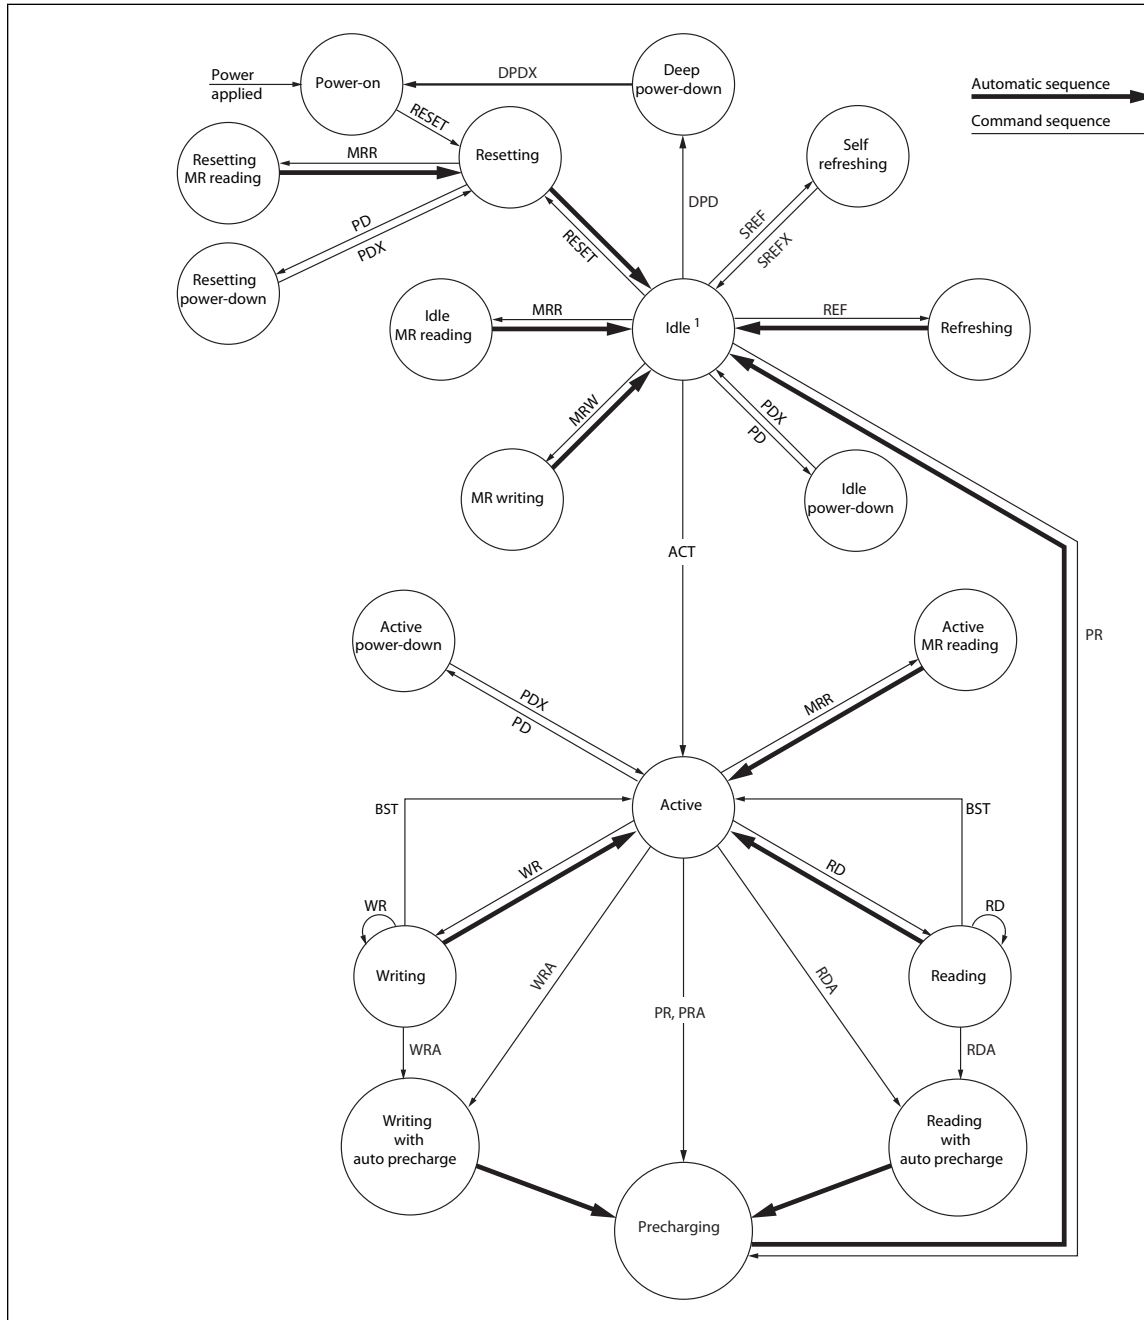 Power
applied
Power-on
DPDX
Deep
power-down
Automatic sequence
Command sequence
RESET
Resetting
MR reading
MRR
Resetting
Self
refreshing
PD
PDX
DPD
SREF
SREFX
RESET
Resetting
power-down
Idle
MR reading
MRR
Idle 1
REF
Refreshing
MRW
PDX
PD
MR writing
Idle
power-down
ACT
Active
power-down
Active
MR reading
PR
PDX
PD
MRR
Active
BST
BST
WR
RD
WR
RD
Writing
Reading
WRA
RDA
PR, PRA
WRA
RDA
Writing
with
auto precharge
Reading
with
auto precharge
Precharging